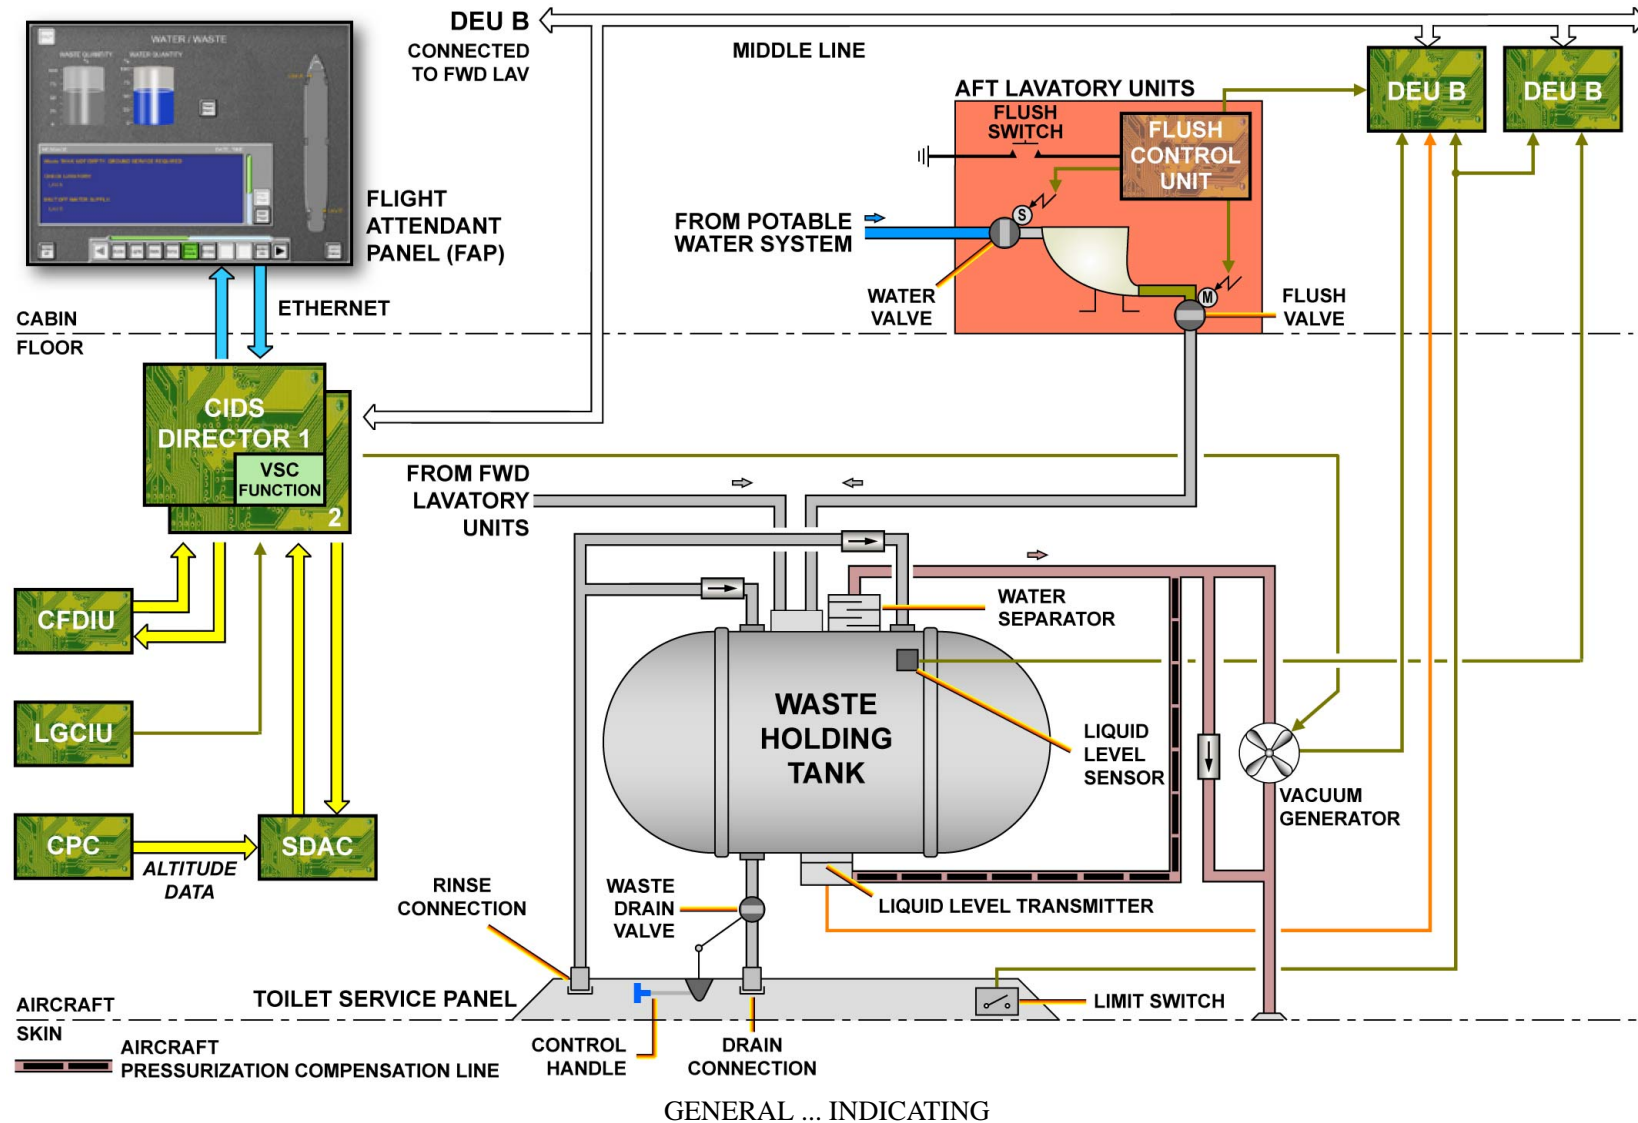 WATER / WASTE
WASTE QUANTITY
WATER QUANTITY
%
%
DEU B
CONNECTED
TO FWD LAV
MIDDLE LINE
AFT LAVATORY UNITS
FLUSH
SWITCH
FLUSH
CONTROL
UNIT
DEU B
DEU B
FLIGHT
ATTENDANT
PANEL (FAP)
FROM POTABLE
WATER SYSTEM
S
M
WATER
VALVE
FLUSH
VALVE
ETHERNET
CABIN
FLOOR
CIDS
DIRECTOR 1
VSC
FUNCTION
2
FROM FWD
LAVATORY
UNITS
CFDIU
LGCIU
CPC
SDAC
ALTITUDE
DATA
WATER
SEPARATOR
WASTE
HOLDING
TANK
LIQUID
LEVEL
SENSOR
VACUUM
GENERATOR
RINSE
CONNECTION
WASTE
DRAIN
VALVE
LIQUID LEVEL TRANSMITTER
TOILET SERVICE PANEL
LIMIT SWITCH
AIRCRAFT
SKIN
CONTROL
HANDLE
DRAIN
CONNECTION
AIRCRAFT
PRESSURIZATION COMPENSATION LINE
GENERAL ... INDICATING